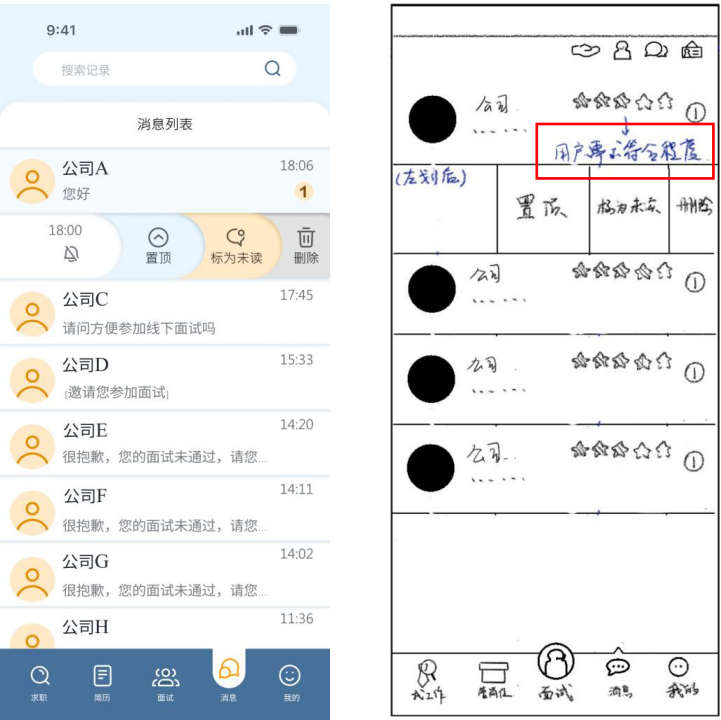 9:41
搜索记录
消息列表
公司A
18:06
您好
1
18:00
置顶
标为未读
删除
公司C
17:45
请问方便参加线下面试吗
公司D
15:33
[邀请您参加面试]
公司E
14:20
很抱歉，您的面试未通过，请您...
公司F
14:11
很抱歉，您的面试未通过，请您...
公司G
14:02
很抱歉，您的面试未通过，请您...
公司H
11:36
求职
简历
面试
消息
我的
公司
1
用户要求符合程度
(左划后)
置顶
标为未读
删除
公司
1
公司
1
公司
1
找工作
面试
消息
我的